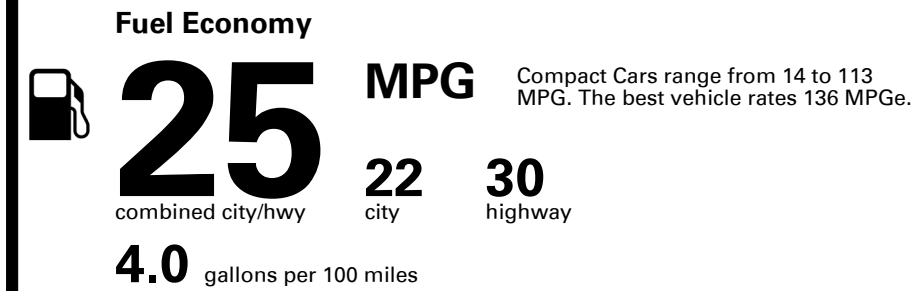 Fuel Economy
25
MPG
Compact Cars range from 14 to 113
MPG. The best vehicle rates 136 MPGe.
combined city/hwy
22
city
30
highway
4.0 gallons per 100 miles